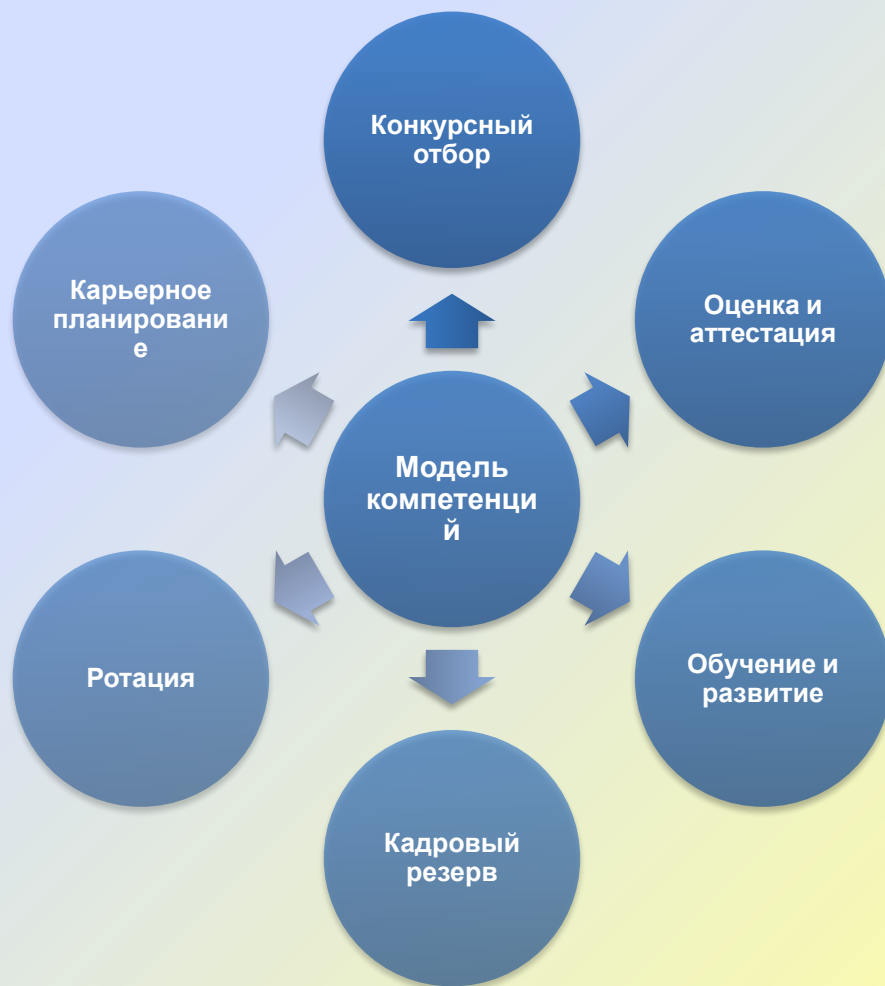 Конкурсный
отбор
Оценка и
аттестация
Обучение и
развитие
Кадровый
резерв
Ротация
Карьерное
планировани
е
Модель
компетенци
й